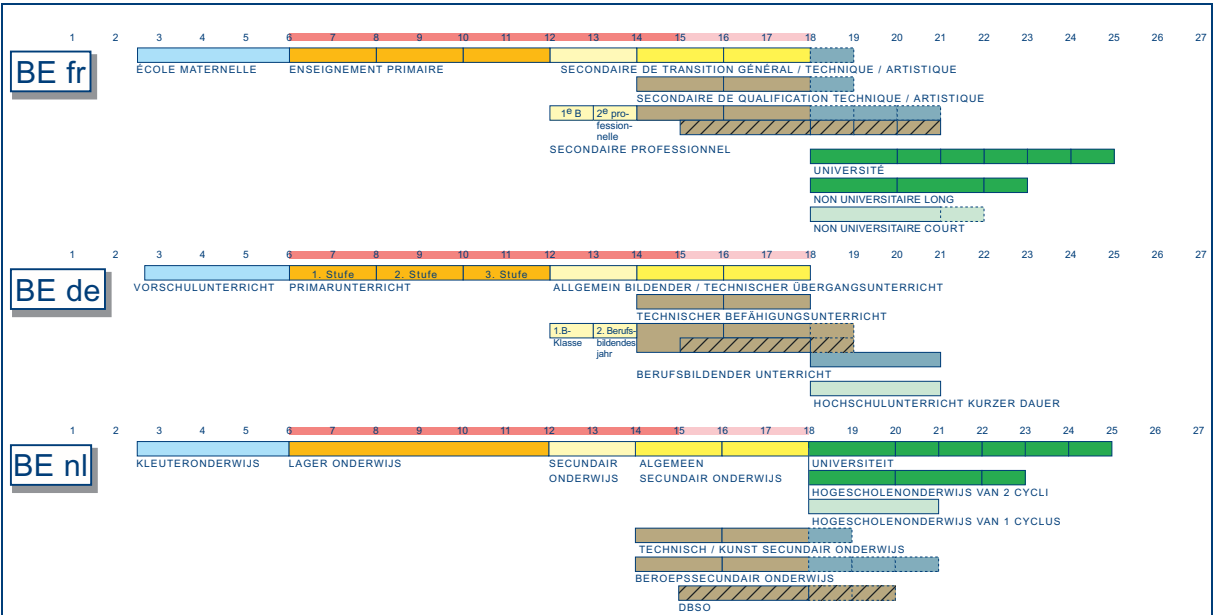 1 2 3 4 5 6 7 8 9 10 11 12 13 14 15 16 17 18 19 20 21 22 23 24 25 26 27
BE fr
ÉCOLE MATERNELLE ENSEIGNEMENT PRIMAIRE SECONDAIRE DE TRANSITION GÉNÉRAL / TECHNIQUE / ARTISTIQUE
SECONDAIRE DE QUALIFICATION TECHNIQUE / ARTISTIQUE
1e B 2e pro-
fession-
nelle
SECONDAIRE PROFESSIONNEL
UNIVERSITÉ
NON UNIVERSITAIRE LONG
NON UNIVERSITAIRE COURT
1 2 3 4 5 6 7 8 9 10 11 12 13 14 15 16 17 18 19 20 21 22 23 24 25 26 27
BE de
1. Stufe 2. Stufe 3. Stufe
VORSCHULUNTERRICHT PRIMARUNTERRICHT ALLGEMEIN BILDENDER / TECHNISCHER ÜBERGANGSUNTERRICHT
TECHNISCHER BEFÄHIGUNGSUNTERRICHT
1.B- 2. Berufs-
Klasse bildendes
jahr
BERUFSBILDENDER UNTERRICHT
HOCHSCHULUNTERRICHT KURZER DAUER
1 2 3 4 5 6 7 8 9 10 11 12 13 14 15 16 17 18 19 20 21 22 23 24 25 26 27
BE nl
KLEUTERONDERWIJS LAGER ONDERWIJS SECUNDAIR ALGEMEEN UNIVERSITEIT
ONDERWIJS SECUNDAIR ONDERWIJS
HOGESCHOLENONDERWIJS VAN 2 CYCLI
HOGESCHOLENONDERWIJS VAN 1 CYCLUS
TECHNISCH / KUNST SECUNDAIR ONDERWIJS
BEROEPSSECUNDAIR ONDERWIJS
DBSO